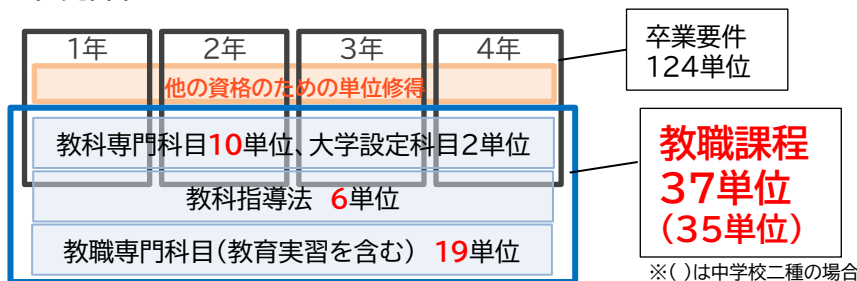 1年 2年 3年 4年
他の資格のための単位修得
教科専門科目10単位、大学設定科目2単位
教科指導法 6単位
教職専門科目(教育実習を含む) 19単位
卒業要件
124単位
教職課程
37単位
(35単位)
※( )は中学校二種の場合